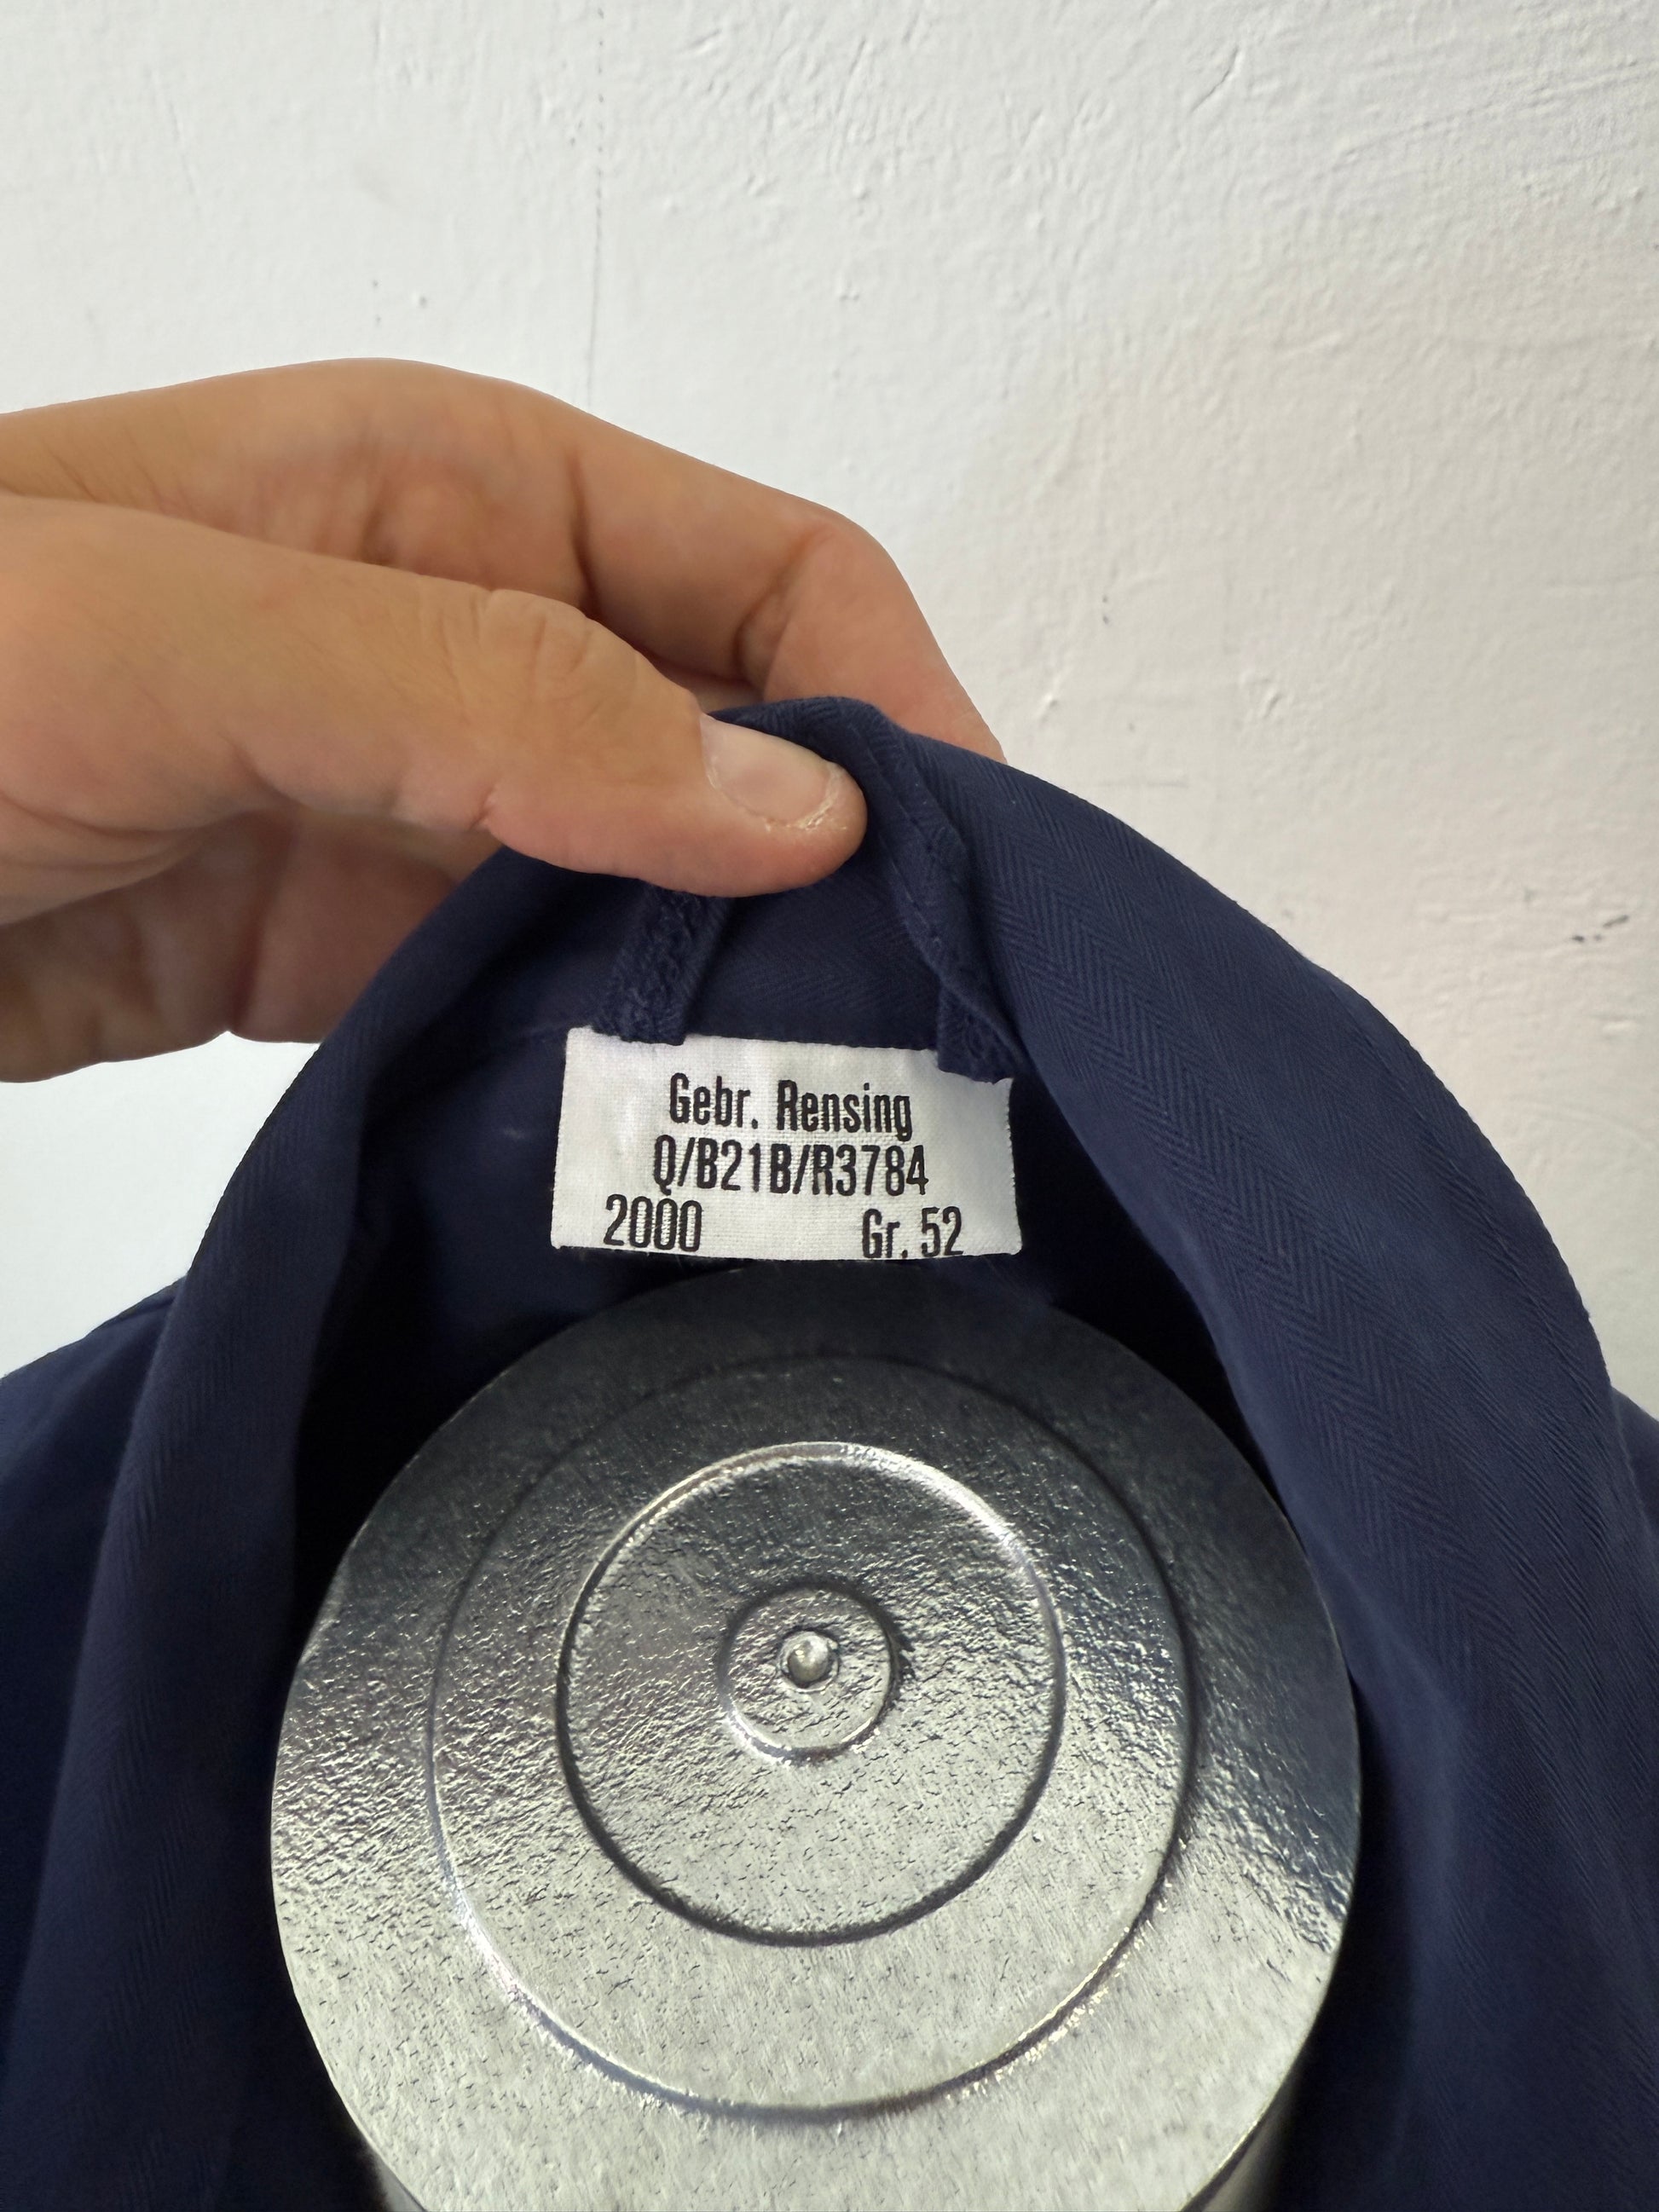 Gebr. Rensing
Q/B21B/R3784
2000 Gr. 52